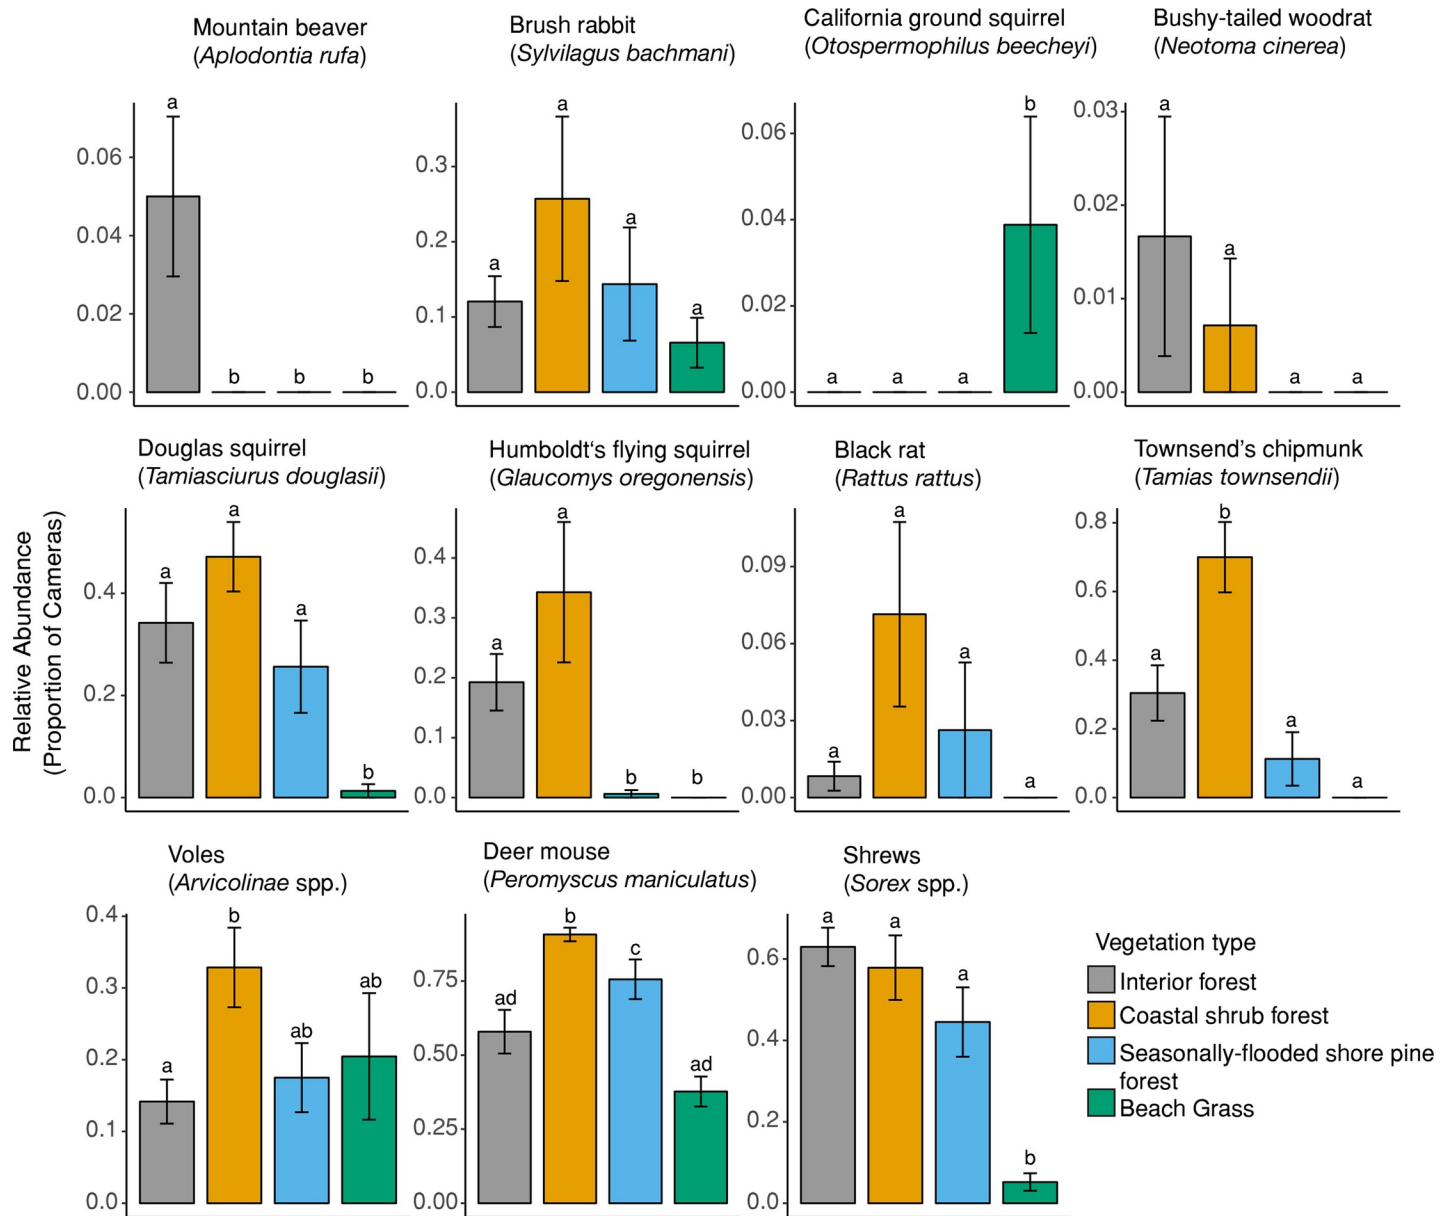 Mountain beaver
(Aplodontia rufa)
Brush rabbit
(Sylvilagus bachmani)
California ground squirrel
(Otospermophilus beecheyi)
Bushy-tailed woodrat
(Neotoma cinerea)
0.06
0.04
0.02
0.00
a
b
b
b
0.3
0.2
0.1
0.0
a
a
a
a
0.06
0.04
0.02
0.00
a
a
a
b
0.03
0.02
0.01
0.00
a
a
a
a
Relative Abundance
(Proportion of Cameras)
Douglas squirrel
(Tamiasciurus douglasii)
Humboldt‘s flying squirrel
(Glaucomys oregonensis)
Black rat
(Rattus rattus)
Townsend’s chipmunk
(Tamias townsendii)
0.4
0.2
0.0
a
a
a
b
0.4
0.3
0.2
0.1
0.0
a
a
b
b
0.09
0.06
0.03
0.00
a
a
a
a
0.8
0.6
0.4
0.2
0.0
a
b
a
a
Voles
(Arvicolinae spp.)
Deer mouse
(Peromyscus maniculatus)
Shrews
(Sorex spp.)
0.4
0.3
0.2
0.1
0.0
a
b
ab
ab
0.75
0.50
0.25
0.00
ad
b
c
ad
0.6
0.4
0.2
0.0
a
a
a
b
Vegetation type
Interior forest
Coastal shrub forest
Seasonally-flooded shore pine
forest
Beach Grass